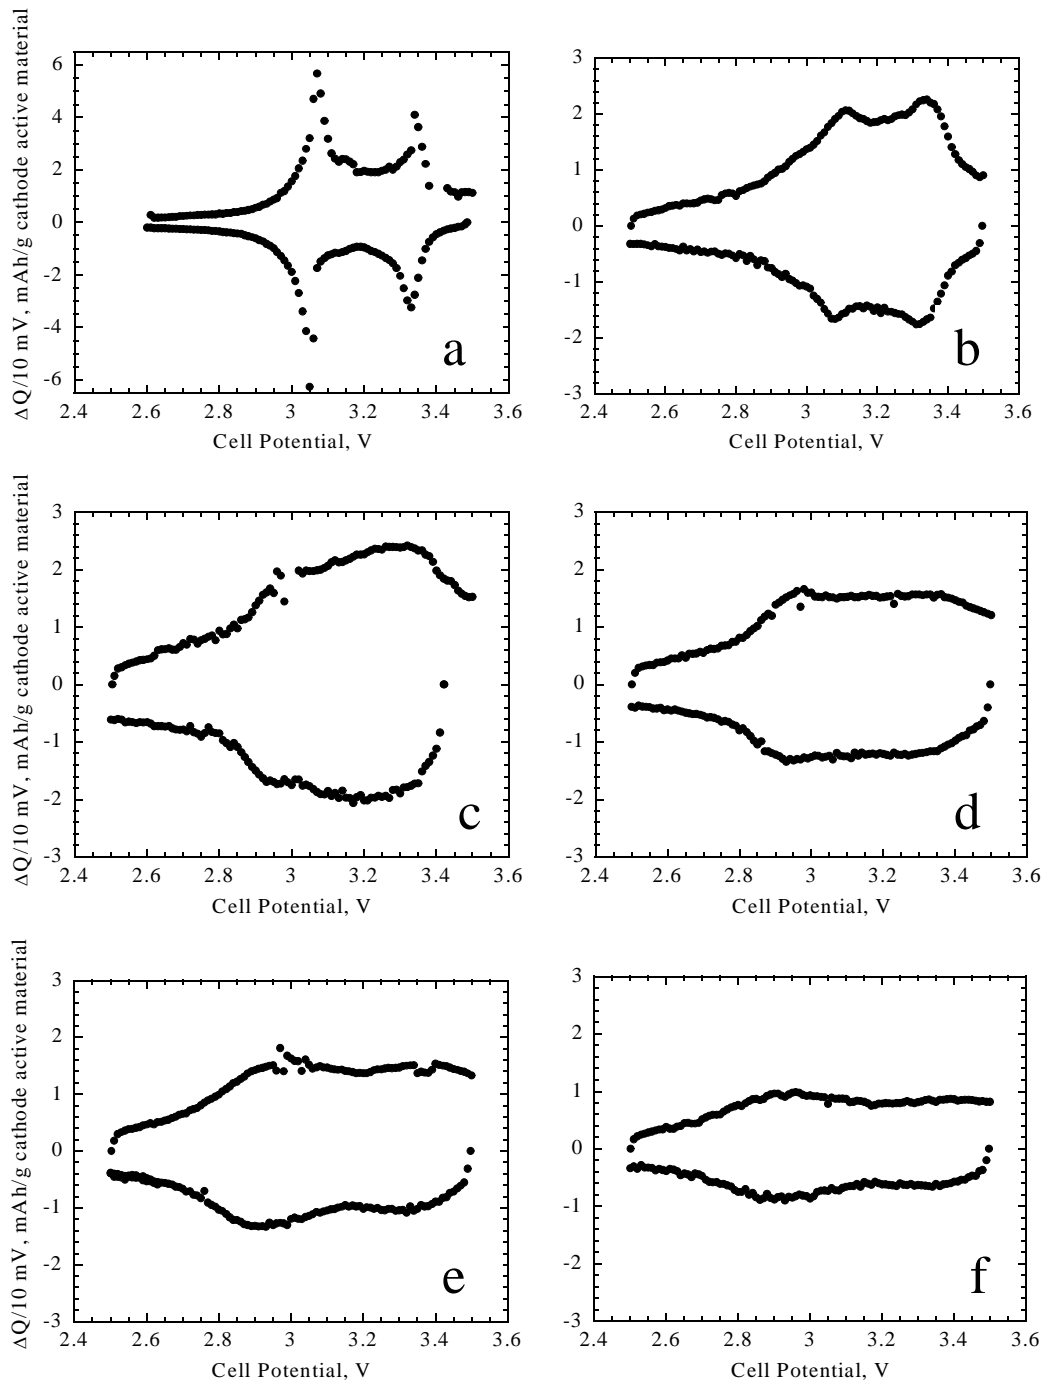 ΔQ/10 mV, mAh/g cathode active material
6
4
2
0
-2
-4
-6
2.4 2.6 2.8 3 3.2 3.4 3.6
Cell Potential, V
a
3
2
1
0
-1
-2
-3
2.4 2.6 2.8 3 3.2 3.4 3.6
Cell Potential, V
b
ΔQ/10 mV, mAh/g cathode active material
3
2
1
0
-1
-2
-3
2.4 2.6 2.8 3 3.2 3.4 3.6
Cell Potential, V
c
3
2
1
0
-1
-2
-3
2.4 2.6 2.8 3 3.2 3.4 3.6
Cell Potential, V
d
ΔQ/10 mV, mAh/g cathode active material
3
2
1
0
-1
-2
-3
2.4 2.6 2.8 3 3.2 3.4 3.6
Cell Potential, V
e
3
2
1
0
-1
-2
-3
2.4 2.6 2.8 3 3.2 3.4 3.6
Cell Potential, V
f